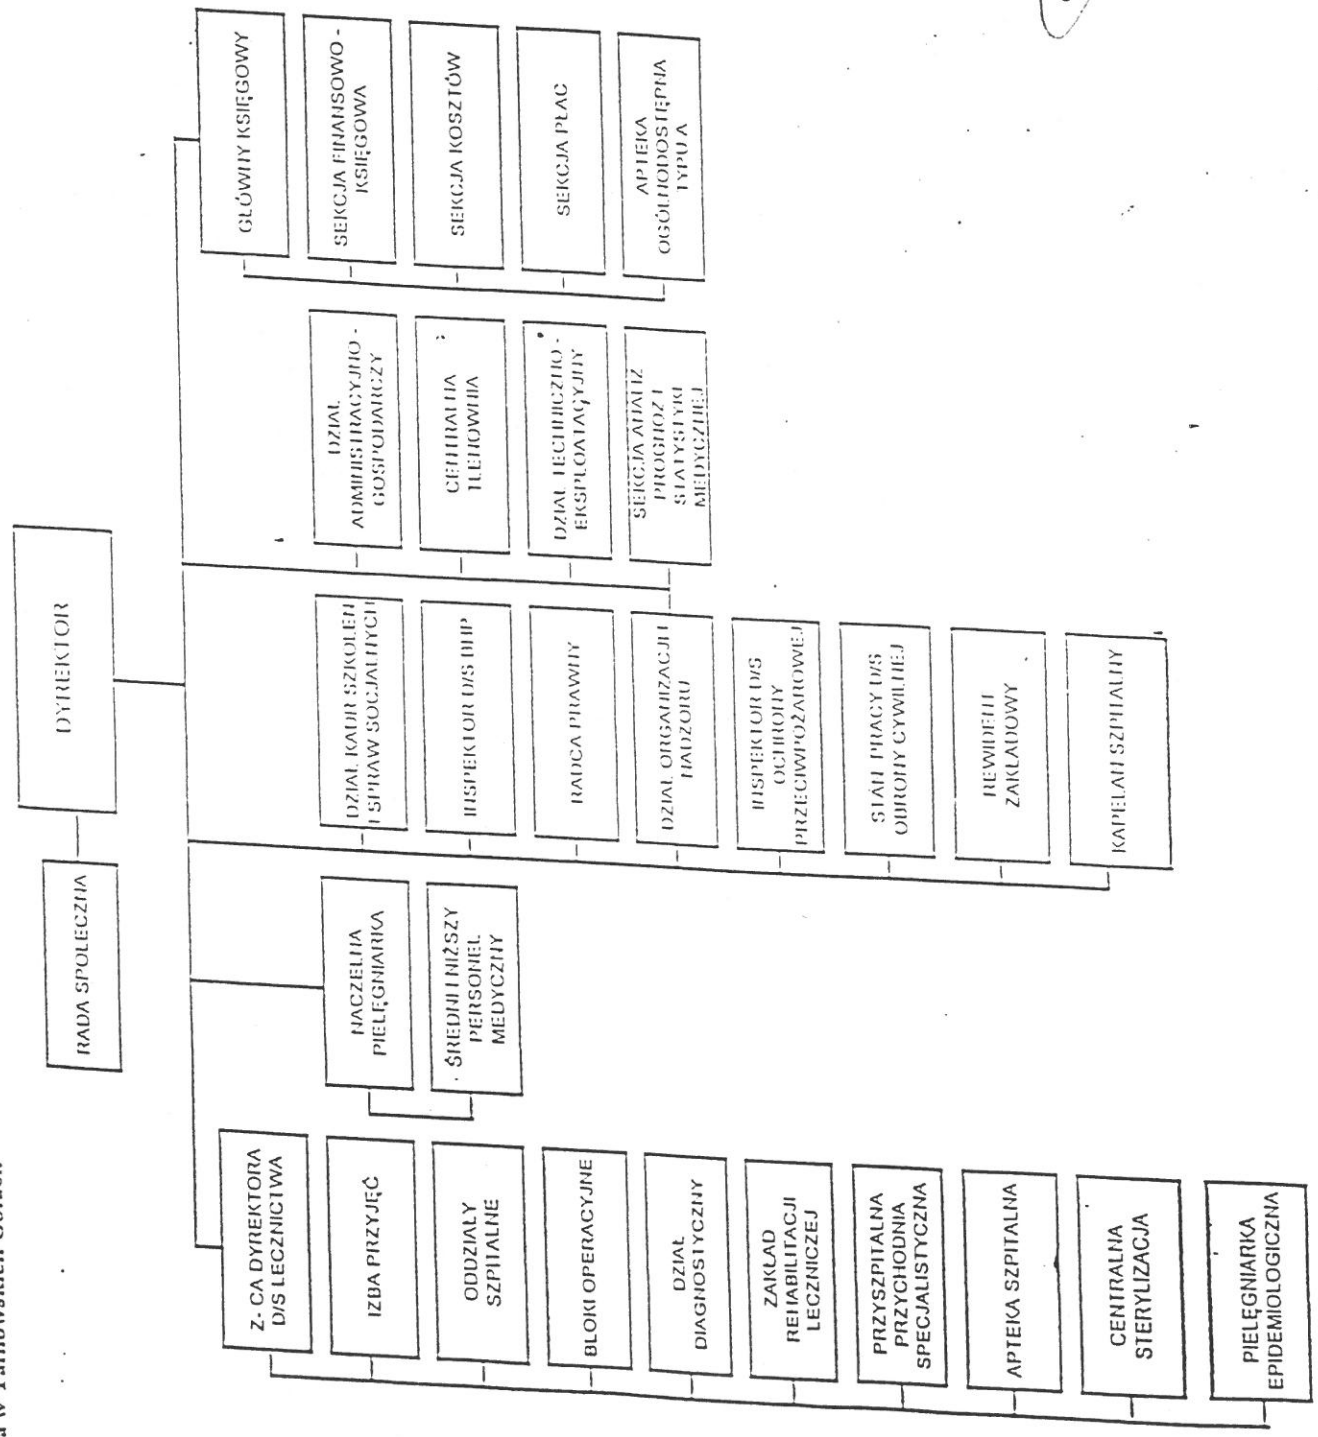 w Tarnowskich Górach
DYREKTOR
RADA SPOŁECZNA
Z- CA DYREKTORA
D/S LECZNICTWA
IZBA PRZYJĘĆ
ODDZIAŁY
SZPITALNE
BLOKI OPERACYJNE
DZIAŁ
DIAGNOSTYCZNY
ZAKŁAD
REHABILITACJI
LECZNICZEJ
PRZYSZPITALNA
PRZYCHODNIA
SPECJALISTYCZNA
APTEKA SZPITALNA
CENTRALNA
STERYLIZACJA
PIELĘGNIARKA
EPIDEMIOLOGICZNA
NACZELNA
PIELĘGNIARKA
ŚREDNI I NIŻSZY
PERSONEL
MEDYCZNY
DZIAŁ KADR SZKOLEŃ
I SPRAW SOCJALNYCH
INSPEKTOR D/S BHP
RADCA PRAWNY
DZIAŁ ORGANIZACJI I
NADZORU
INSPEKTOR D/S
OCHRONY
PRZECIWPOŻAROWEJ
STAN. PRACY D/S
OBRONY CYWILNEJ
REWIDENT
ZAKŁADOWY
KAPELAN SZPITALNY
DZIAŁ
ADMINISTRACYJNO -
GOSPODARCZY
CENTRALNA
TLENOWNIA
DZIAŁ TECHNICZNO -
EKSPLOATACYJNY
SEKCJA ANALIZ
PROGNOZ I
STATYSTYKI
MEDYCZNEJ
GŁÓWNY KSIĘGOWY
SEKCJA FINANSOWO -
KSIĘGOWA
SEKCJA KOSZTÓW
SEKCJA PŁAC
APTEKA
OGÓLNODOSTĘPNA
TYPU A